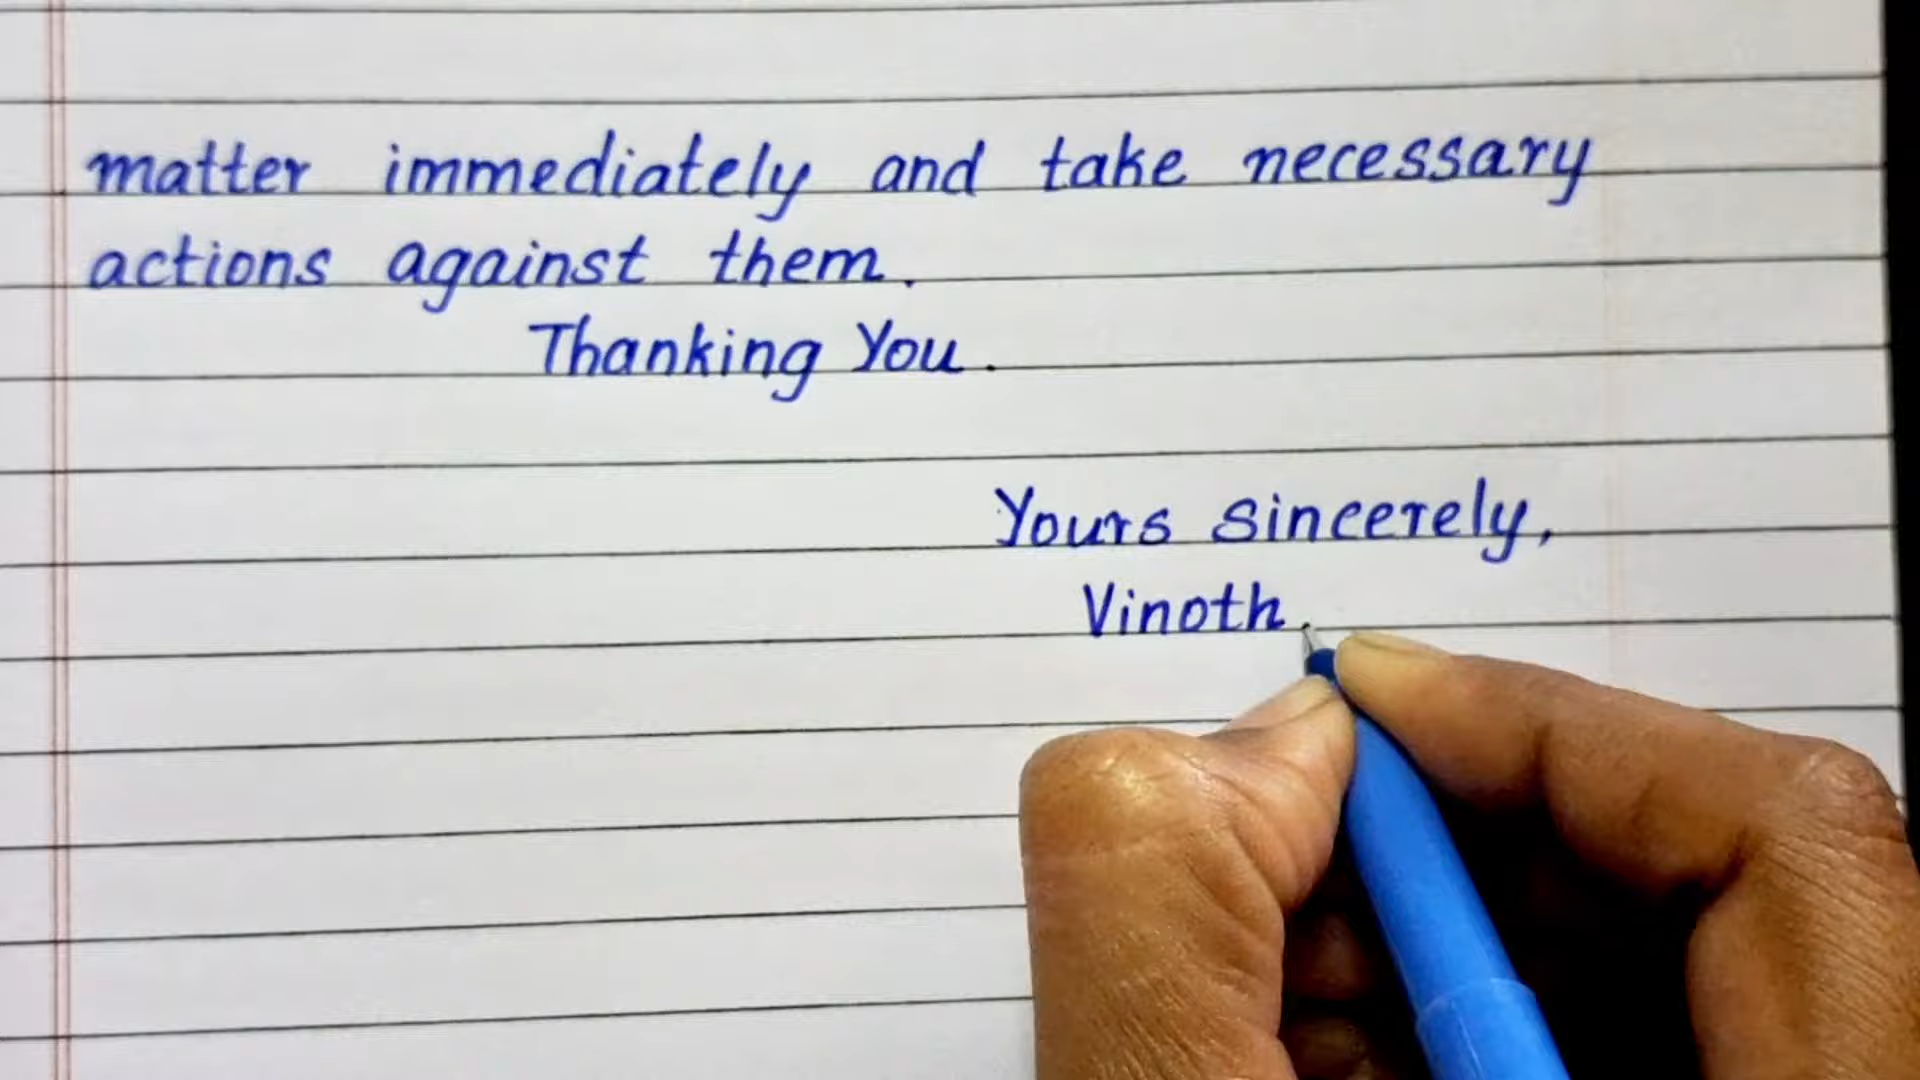 matter immediately and take necessary
actions against them.
Thanking You.
Yours sincerely,
Vinoth.